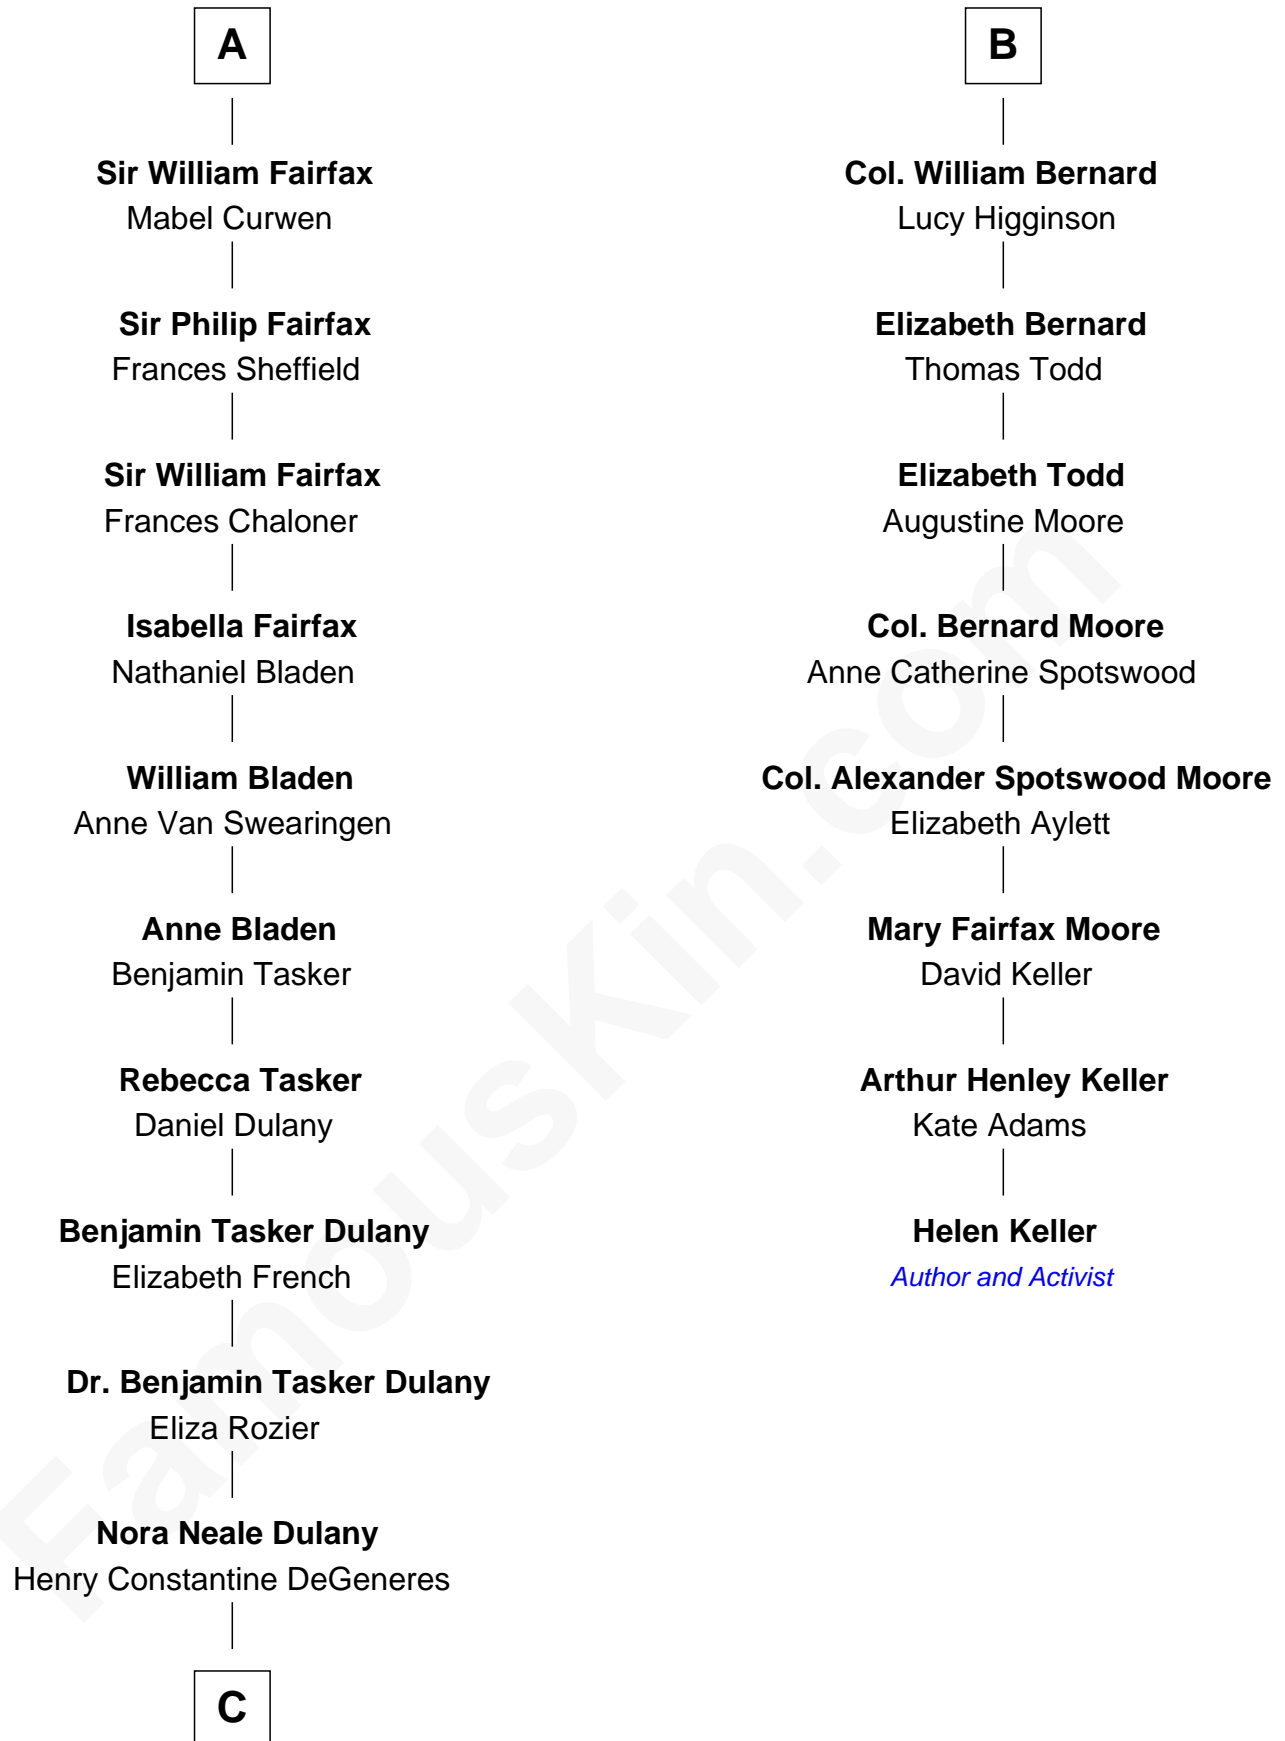 A
Sir William Fairfax
Mabel Curwen
Sir Philip Fairfax
Frances Sheffield
Sir William Fairfax
Frances Chaloner
Isabella Fairfax
Nathaniel Bladen
William Bladen
Anne Van Swearingen
Anne Bladen
Benjamin Tasker
Rebecca Tasker
Daniel Dulany
Benjamin Tasker Dulany
Elizabeth French
Dr. Benjamin Tasker Dulany
Eliza Rozier
Nora Neale Dulany
Henry Constantine DeGeneres
C
B
Col. William Bernard
Lucy Higginson
Elizabeth Bernard
Thomas Todd
Elizabeth Todd
Augustine Moore
Col. Bernard Moore
Anne Catherine Spotswood
Col. Alexander Spotswood Moore
Elizabeth Aylett
Mary Fairfax Moore
David Keller
Arthur Henley Keller
Kate Adams
Helen Keller
Author and Activist
FamousKin.com